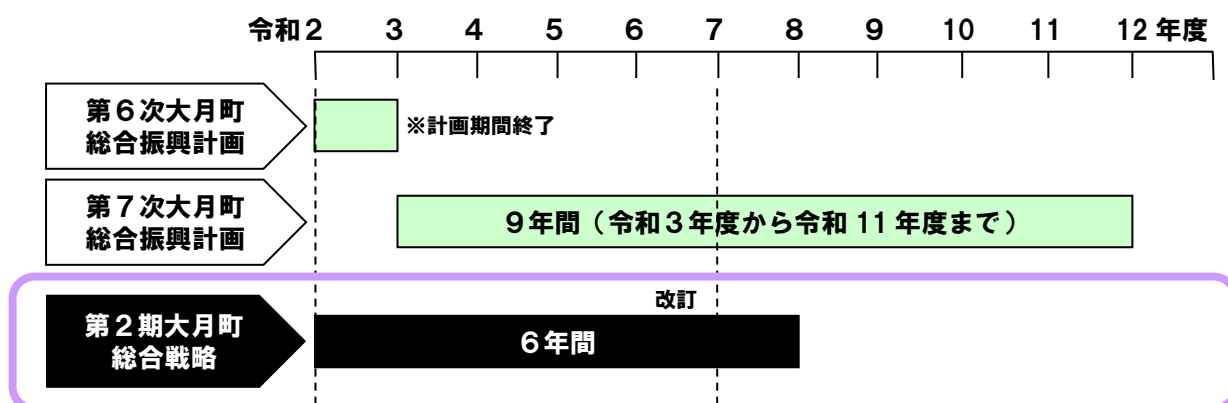 令和２ ３ ４ ５ ６ ７ ８ ９ 10 11 12 年度
第６次大月町
総合振興計画
※計画期間終了
第７次大月町
総合振興計画
９年間（令和３年度から令和 11 年度まで）
改訂
第２期大月町
総合戦略
６年間